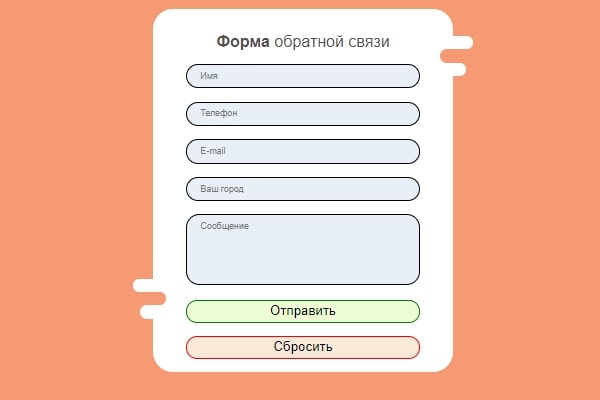 Форма обратной связи
Имя
Телефон
E-mail
Ваш город
Сообщение
Отправить
Сбросить